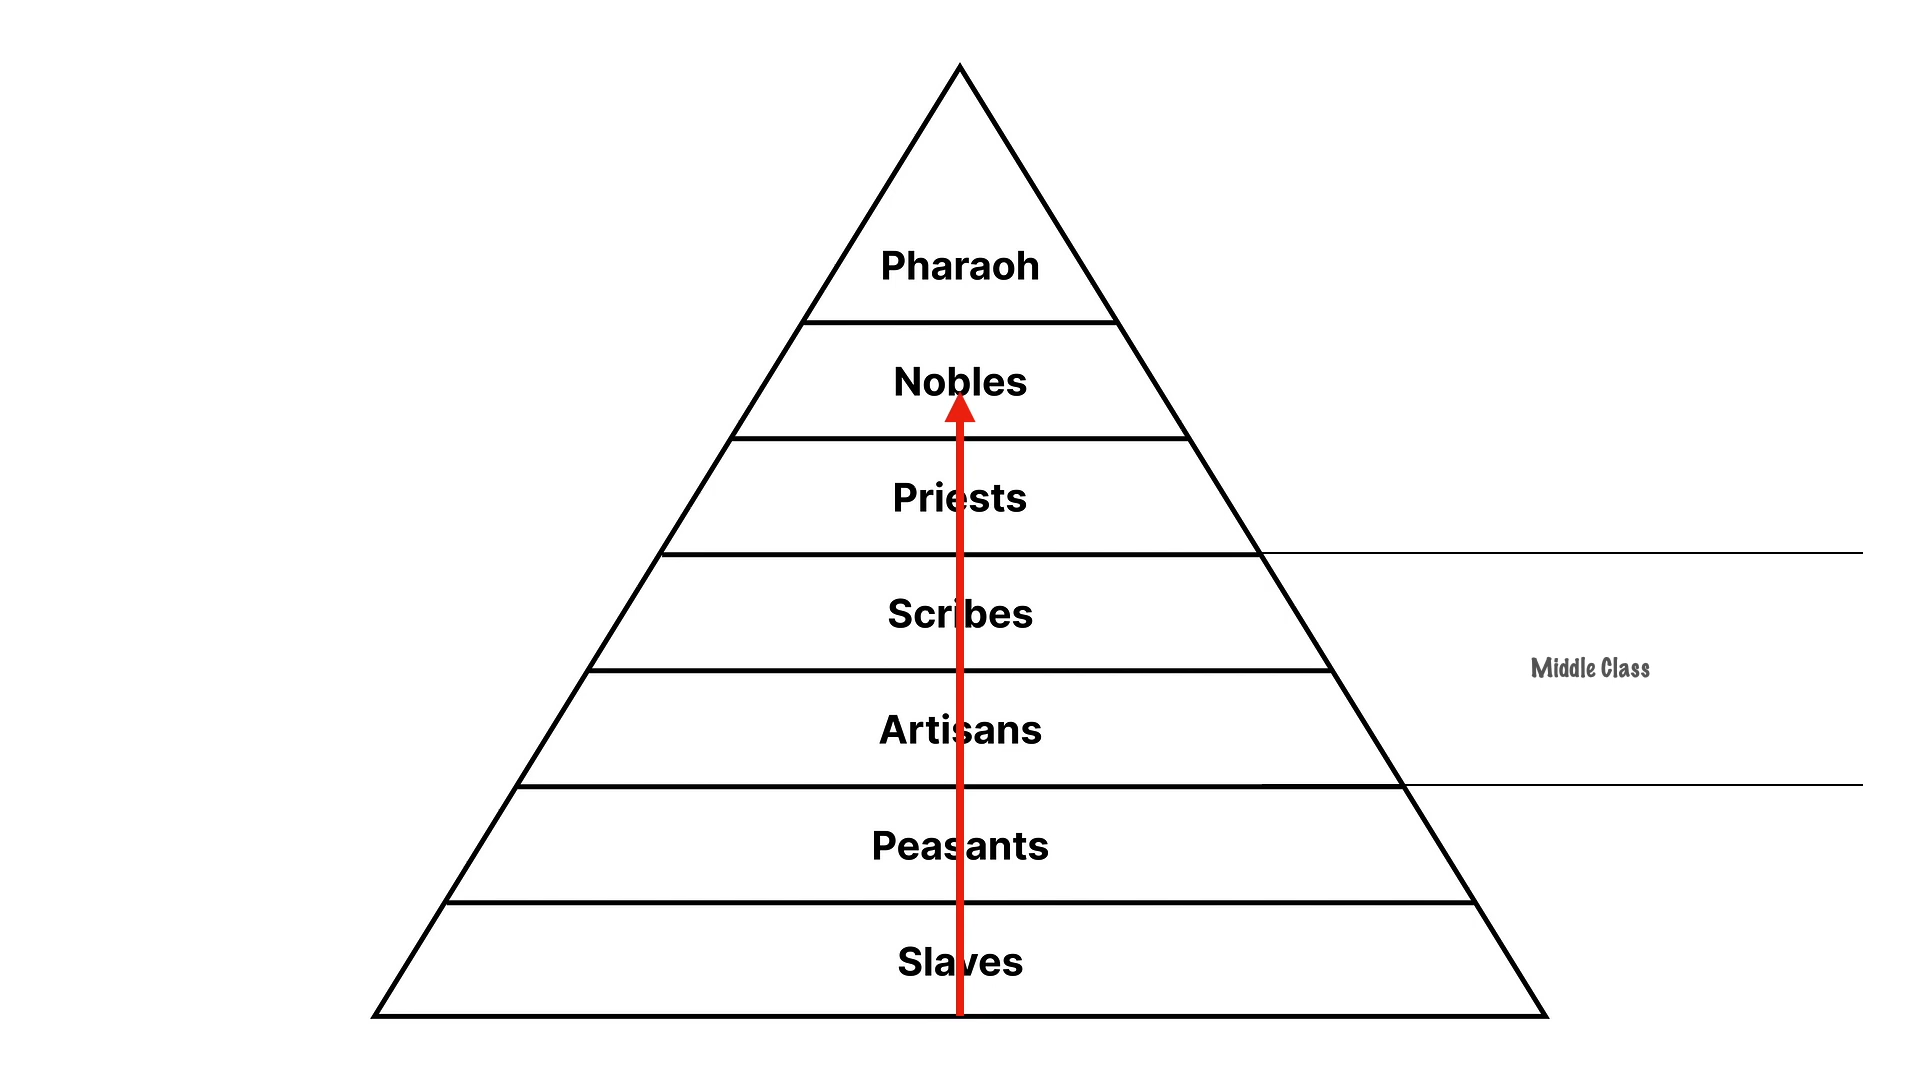 Pharaoh
Nobles
Priests
Scribes
Middle Class
Artisans
Peasants
Slaves